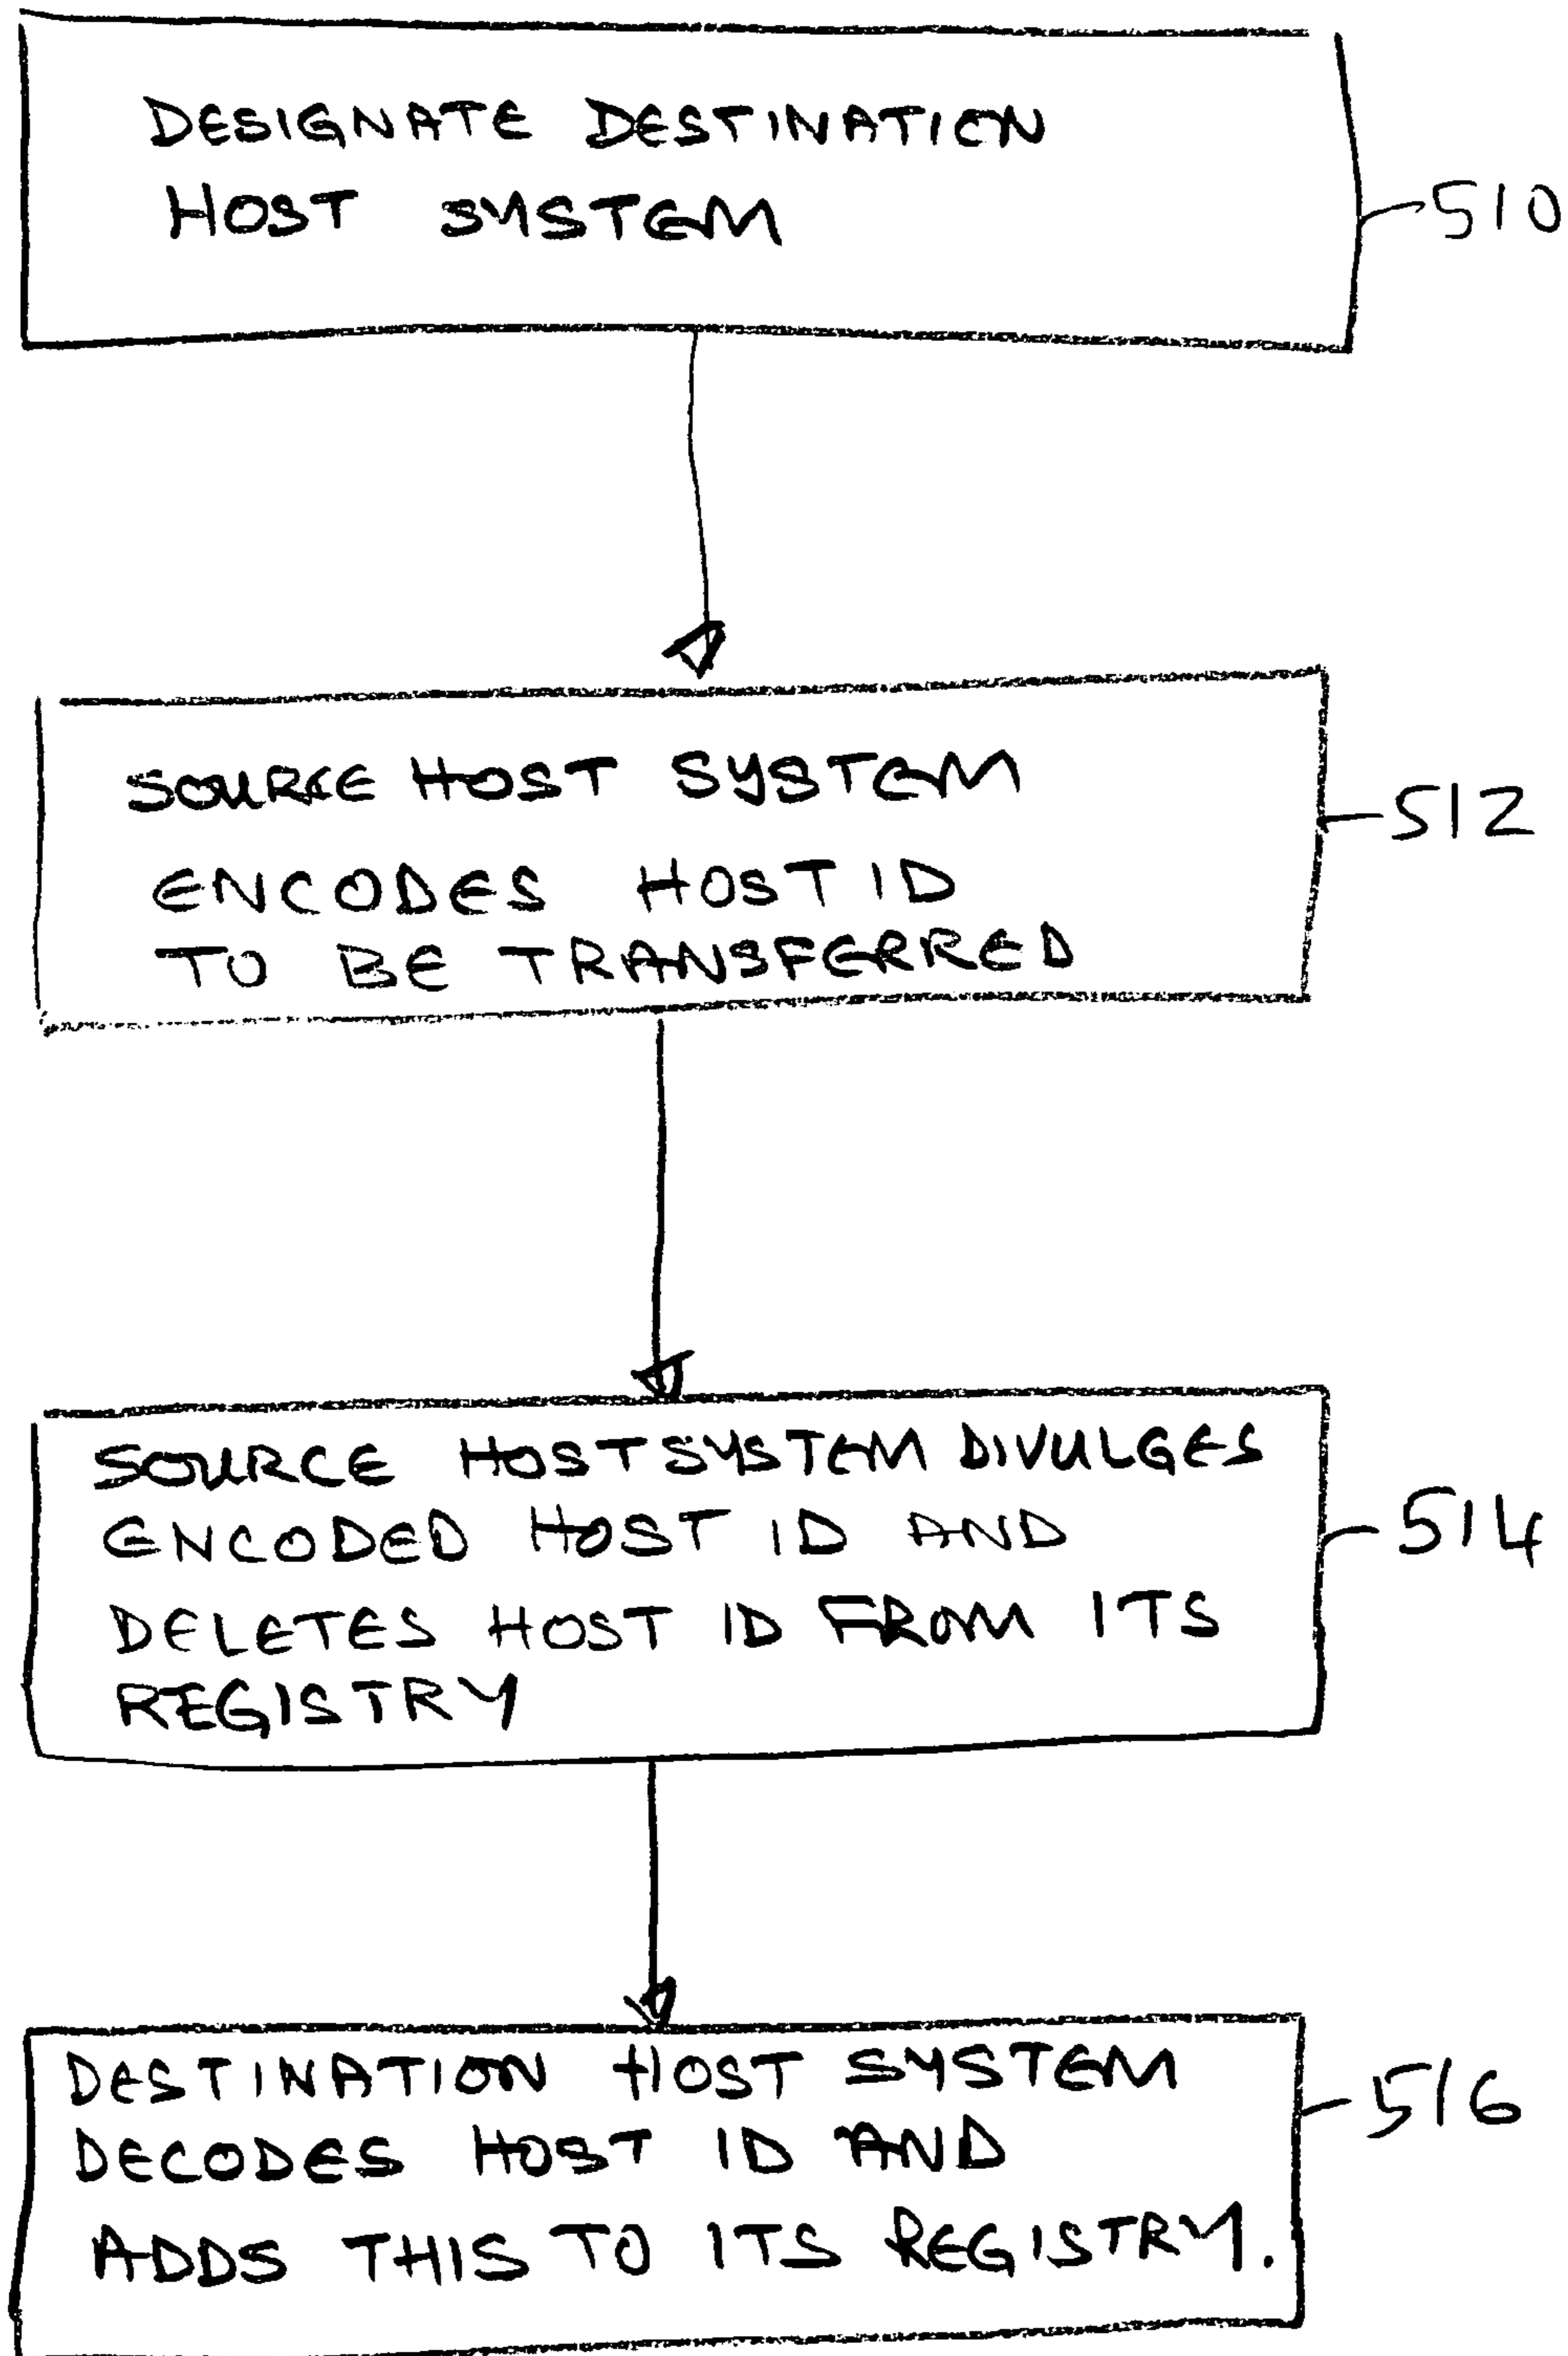 DESIGNATE DESTINATION
HOST SYSTEM
510
SOURCE HOST SYSTEM
512
ENCODES HOST ID
TO BE TRANSFERRED
SOURCE HOST SYSTEM DIVULGES
ENCODED HOST ID AND
514
DELETES HOST ID FROM ITS
REGISTRY
DESTINATION HOST SYSTEM
516
DECODES HOST ID AND
ADDS THIS TO ITS REGISTRY.